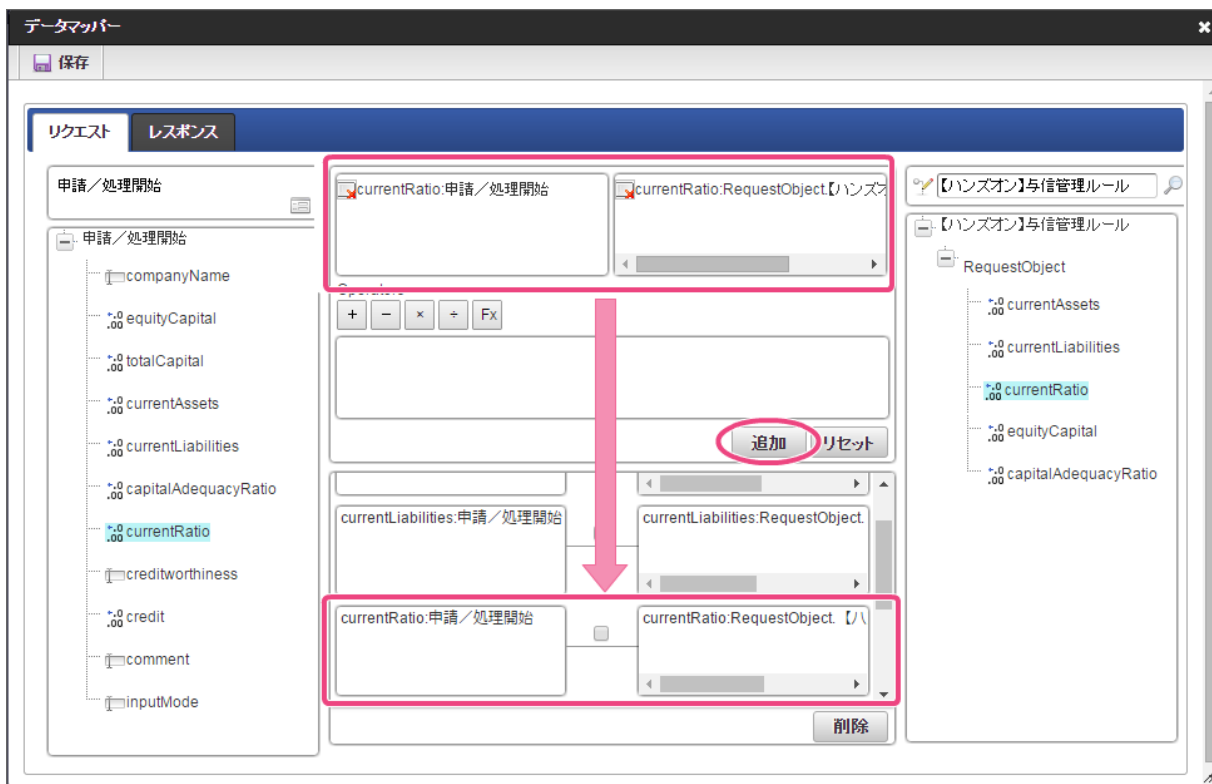 データマッパー
保存
リクエスト
レスポンス
申請／処理開始
申請／処理開始
companyName
equityCapital
totalCapital
currentAssets
currentLiabilities
capitalAdequacyRatio
currentRatio
creditworthiness
credit
comment
inputMode
currentRatio:申請／処理開始
currentRatio:RequestObject.【ハンズオ
Operators
+ − × ÷ Fx
追加
リセット
currentLiabilities:申請／処理開始
currentLiabilities:RequestObject.
currentRatio:申請／処理開始
currentRatio:RequestObject.【ハ
削除
【ハンズオン】与信管理ルール
【ハンズオン】与信管理ルール
RequestObject
currentAssets
currentLiabilities
currentRatio
equityCapital
capitalAdequacyRatio